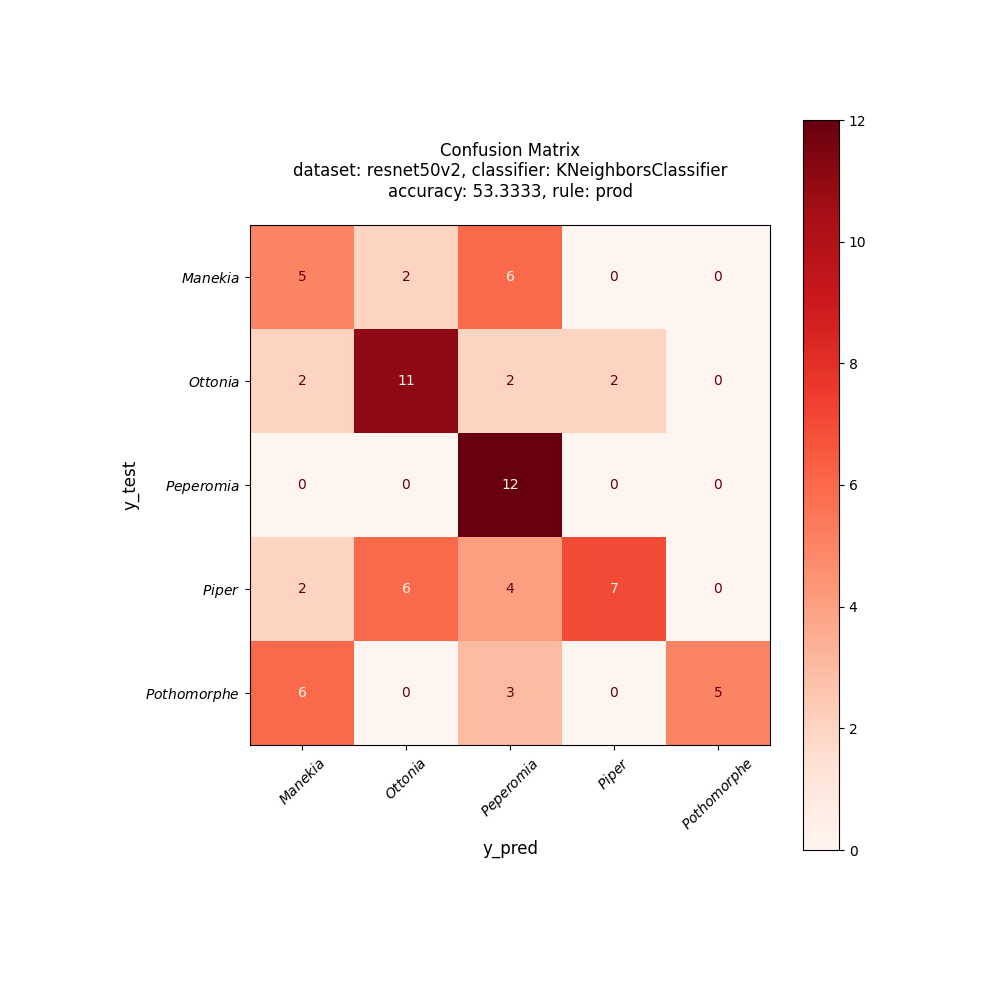 Confusion Matrix
dataset: resnet50v2, classifier: KNeighborsClassifier
accuracy: 53.3333, rule: prod
Manekia 5 2 6 0 0
Ottonia 2 11 2 2 0
Peperomia 0 0 12 0 0
Piper 2 6 4 7 0
Pothomorphe 6 0 3 0 5
Manekia Ottonia Peperomia Piper Pothomorphe
y_pred
y_test
12
10
8
6
4
2
0